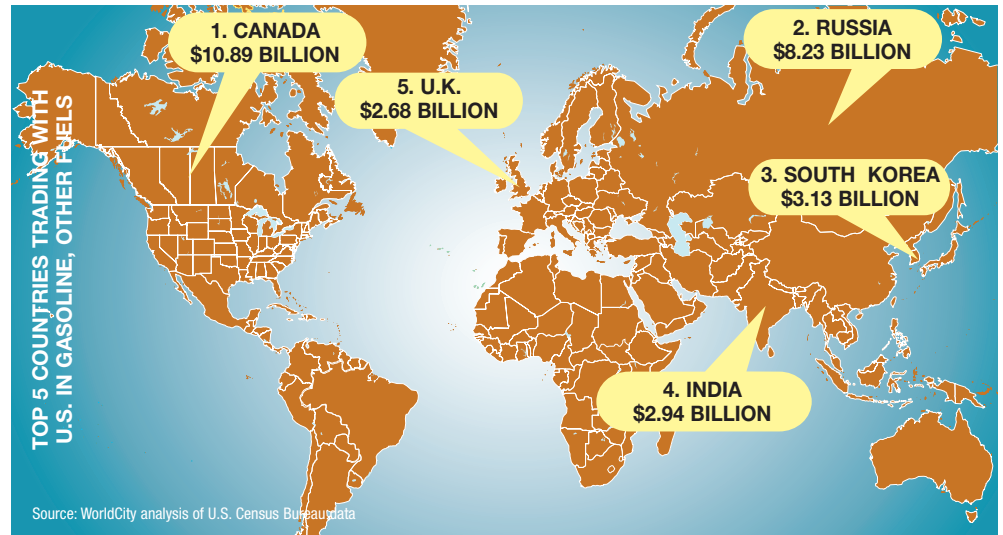 TOP 5 COUNTRIES TRADING WITH
U.S. IN GASOLINE, OTHER FUELS
1. CANADA
$10.89 BILLION
2. RUSSIA
$8.23 BILLION
5. U.K.
$2.68 BILLION
3. SOUTH KOREA
$3.13 BILLION
4. INDIA
$2.94 BILLION
Source: WorldCity analysis of U.S. Census Bureau data